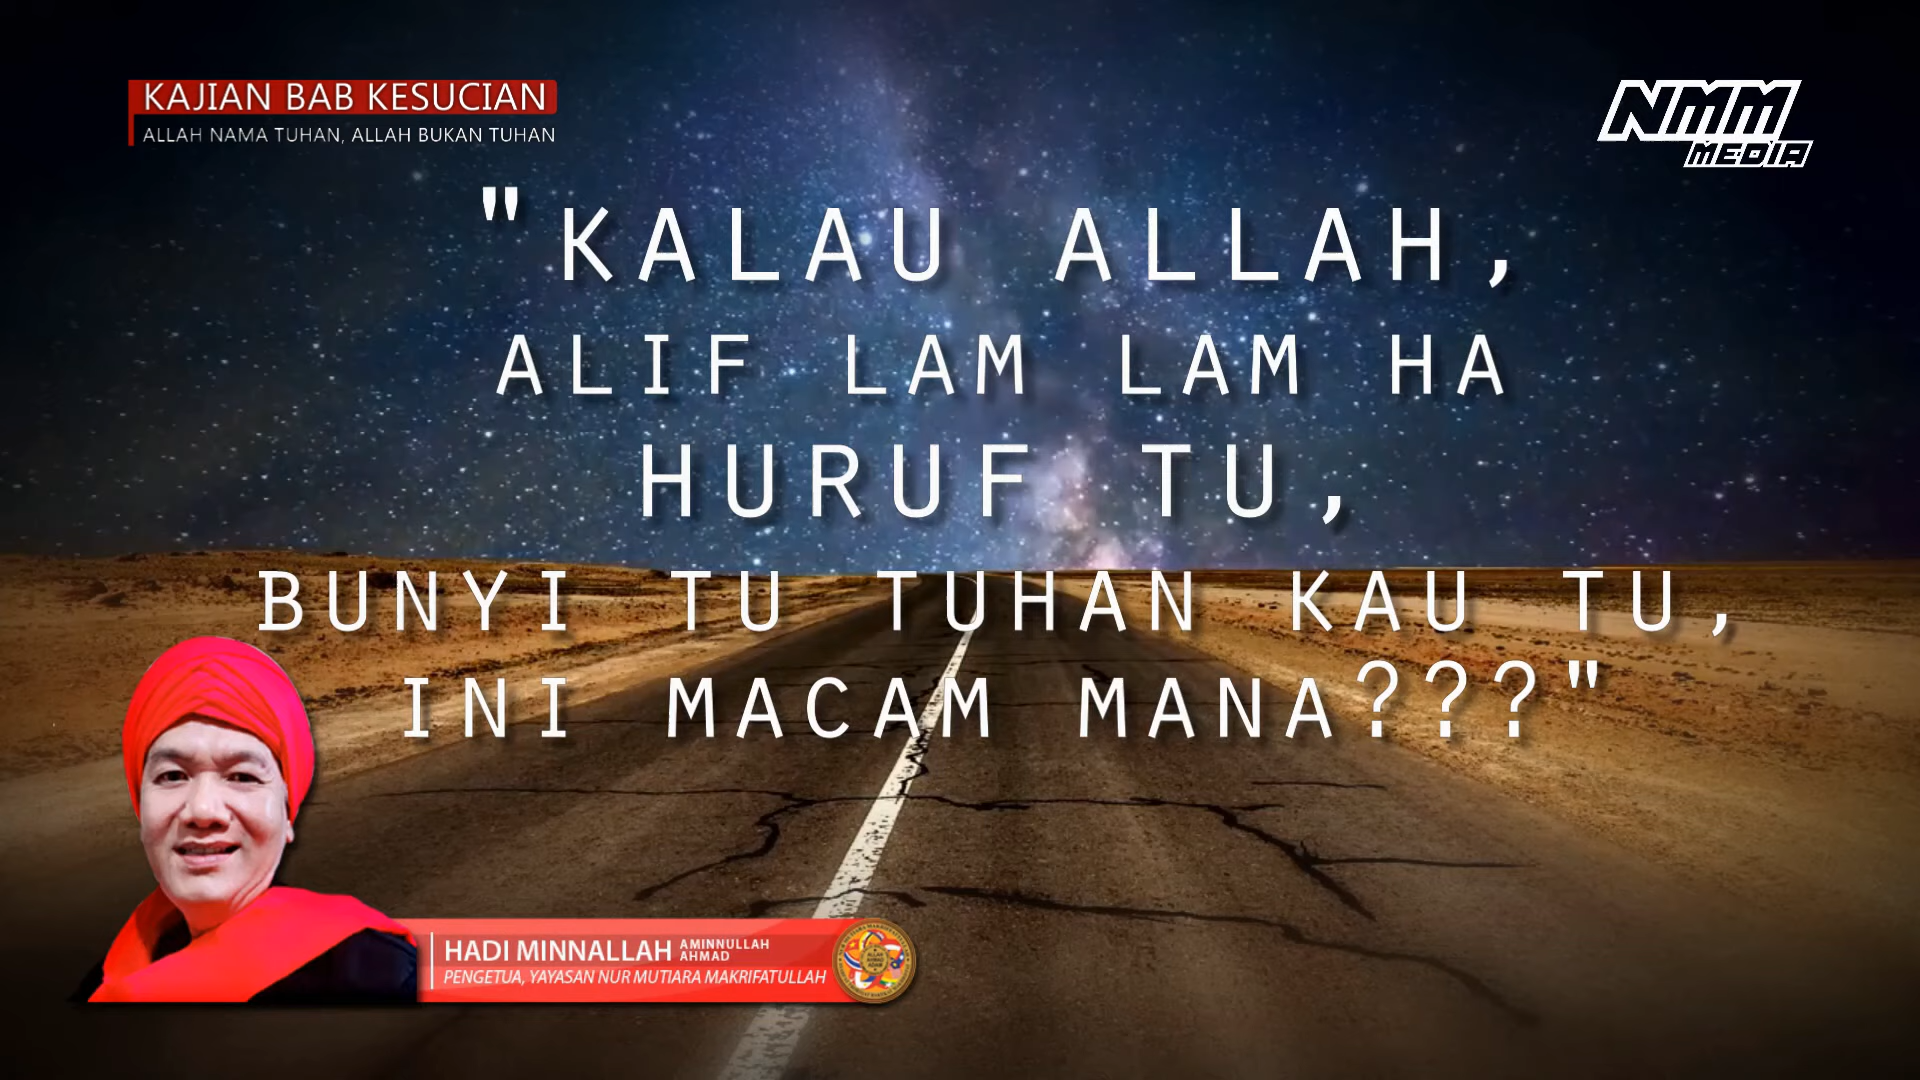 KAJIAN BAB KESUCIAN
ALLAH NAMA TUHAN, ALLAH BUKAN TUHAN
NMM
MEDIA
"KALAU ALLAH,
ALIF LAM LAM HA
HURUF TU,
BUNYI TU TUHAN KAU TU,
INI MACAM MANA???"
HADI MINNALLAH AMINNULLAH
AHMAD
PENGETUA, YAYASAN NUR MUTIARA MAKRIFATULLAH